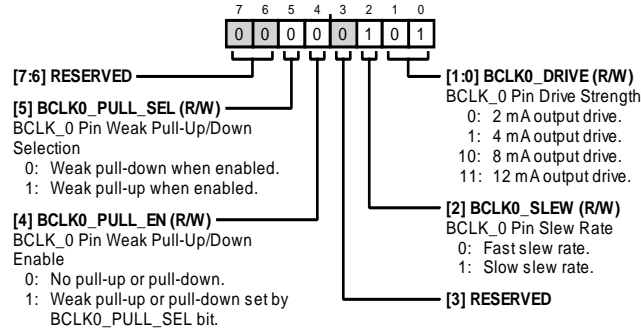 7 6 5 4 3 2 1 0
0 0 0 0 0 1 0 1
[7:6] RESERVED
[5] BCLK0_PULL_SEL (R/W)
BCLK_0 Pin Weak Pull-Up/Down
Selection
0: Weak pull-down when enabled.
1: Weak pull-up when enabled.
[4] BCLK0_PULL_EN (R/W)
BCLK_0 Pin Weak Pull-Up/Down
Enable
0: No pull-up or pull-down.
1: Weak pull-up or pull-down set by
BCLK0_PULL_SEL bit.
[1:0] BCLK0_DRIVE (R/W)
BCLK_0 Pin Drive Strength
0: 2 mA output drive.
1: 4 mA output drive.
10: 8 mA output drive.
11: 12 mA output drive.
[2] BCLK0_SLEW (R/W)
BCLK_0 Pin Slew Rate
0: Fast slew rate.
1: Slow slew rate.
[3] RESERVED